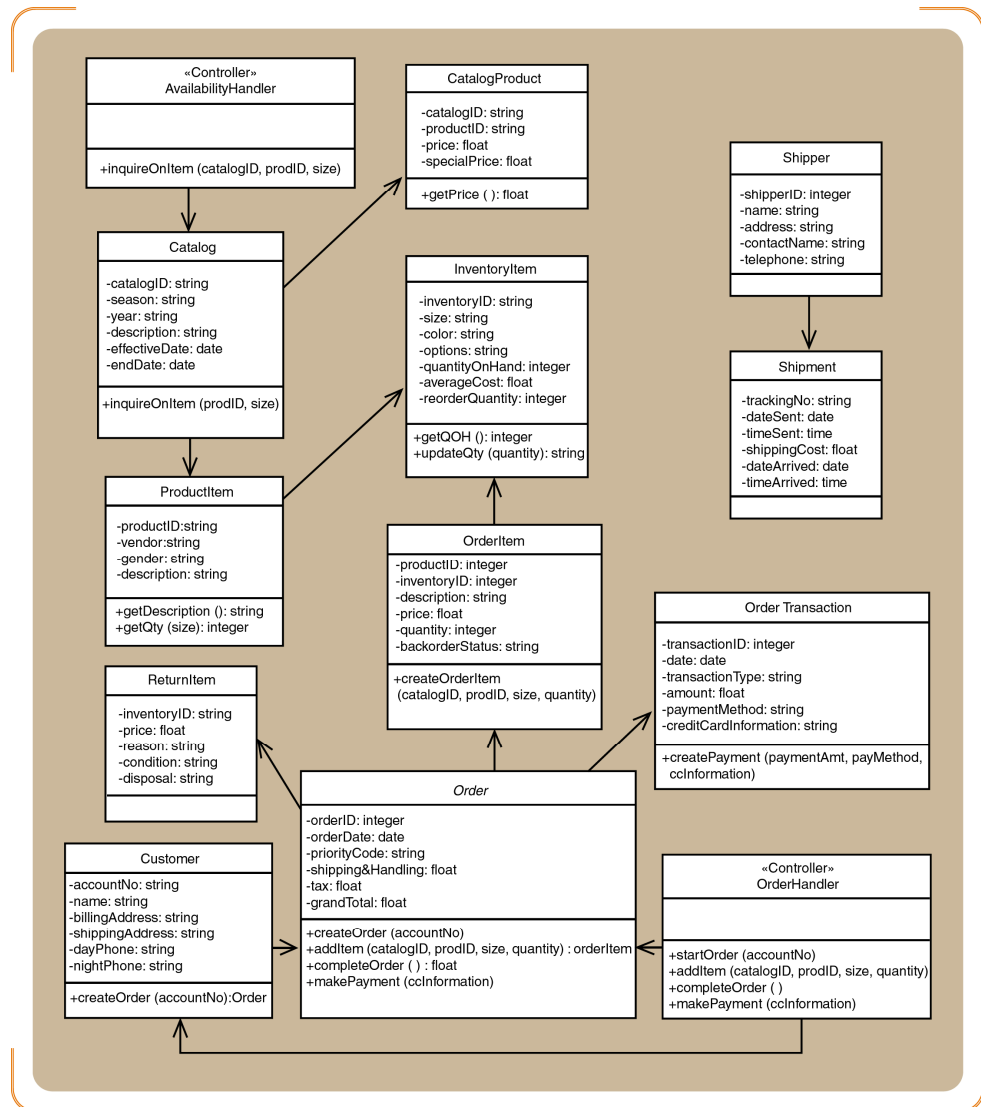 «Controller»
AvailabilityHandler
+inquireOnItem (catalogID, prodID, size)
CatalogProduct
-catalogID: string
-productID: string
-price: float
-specialPrice: float
+getPrice ( ): float
Shipper
-shipperID: integer
-name: string
-address: string
-contactName: string
-telephone: string
Catalog
-catalogID: string
-season: string
-year: string
-description: string
-effectiveDate: date
-endDate: date
+inquireOnItem (prodID, size)
InventoryItem
-inventoryID: string
-size: string
-color: string
-options: string
-quantityOnHand: integer
-averageCost: float
-reorderQuantity: integer
+getQOH (): integer
+updateQty (quantity): string
Shipment
-trackingNo: string
-dateSent: date
-timeSent: time
-shippingCost: float
-dateArrived: date
-timeArrived: time
ProductItem
-productID:string
-vendor:string
-gender: string
-description: string
+getDescription (): string
+getQty (size): integer
OrderItem
-productID: integer
-inventoryID: integer
-description: string
-price: float
-quantity: integer
-backorderStatus: string
+createOrderItem
(catalogID, prodID, size, quantity)
Order Transaction
-transactionID: integer
-date: date
-transactionType: string
-amount: float
-paymentMethod: string
-creditCardInformation: string
+createPayment (paymentAmt, payMethod,
ccInformation)
ReturnItem
-inventoryID: string
-price: float
-reason: string
-condition: string
-disposal: string
Order
-orderID: integer
-orderDate: date
-priorityCode: string
-shipping&Handling: float
-tax: float
-grandTotal: float
+createOrder (accountNo)
+addItem (catalogID, prodID, size, quantity) : orderItem
+completeOrder ( ) : float
+makePayment (ccInformation)
Customer
-accountNo: string
-name: string
-billingAddress: string
-shippingAddress: string
-dayPhone: string
-nightPhone: string
+createOrder (accountNo):Order
«Controller»
OrderHandler
+startOrder (accountNo)
+addItem (catalogID, prodID, size, quantity)
+completeOrder ( )
+makePayment (ccInformation)